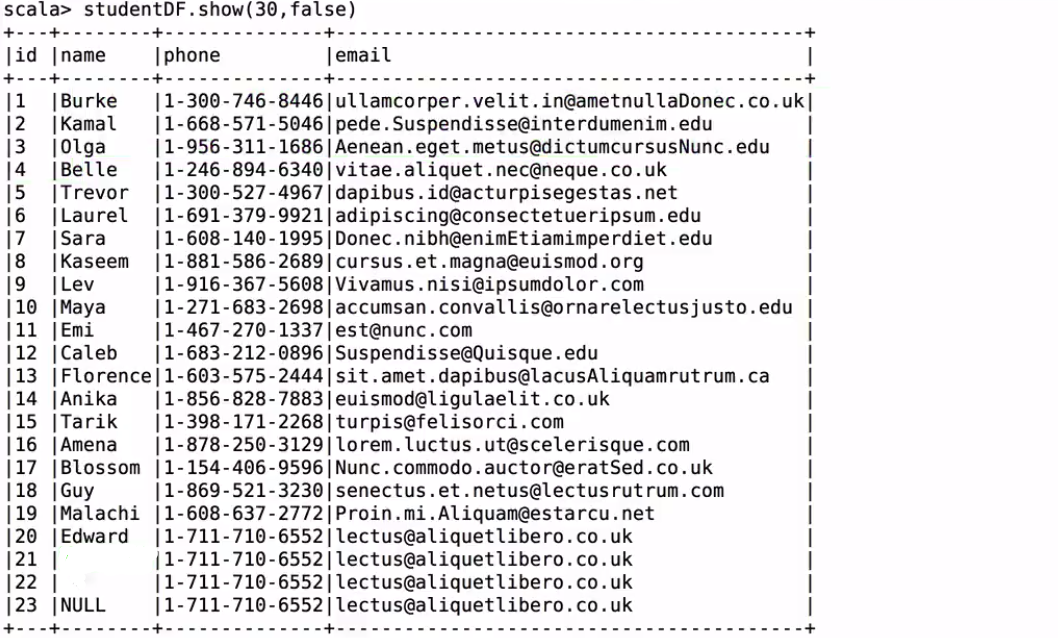 scala> studentDF.show(30,false)
+---+--------+--------------+------------------------------------------+
|id |name    |phone         |email                                     |
+---+--------+--------------+------------------------------------------+
|1  |Burke   |1-300-746-8446|ullamcorper.velit.in@ametnullaDonec.co.uk|
|2  |Kamal   |1-668-571-5046|pede.Suspendisse@interdumenim.edu         |
|3  |Olga    |1-956-311-1686|Aenean.eget.metus@dictumcursusNunc.edu    |
|4  |Belle   |1-246-894-6340|vitae.aliquet.nec@neque.co.uk             |
|5  |Trevor  |1-300-527-4967|dapibus.id@acturpisegestas.net            |
|6  |Laurel  |1-691-379-9921|adipiscing@consectetueripsum.edu          |
|7  |Sara    |1-608-140-1995|Donec.nibh@enimEtiamimperdiet.edu         |
|8  |Kaseem  |1-881-586-2689|cursus.et.magna@euismod.org               |
|9  |Lev     |1-916-367-5608|Vivamus.nisi@ipsumdolor.com               |
|10 |Maya    |1-271-683-2698|accumsan.convallis@ornarelectusjusto.edu  |
|11 |Emi     |1-467-270-1337|est@nunc.com                              |
|12 |Caleb   |1-683-212-0896|Suspendisse@Quisque.edu                   |
|13 |Florence|1-603-575-2444|sit.amet.dapibus@lacusAliquamrutrum.ca    |
|14 |Anika   |1-856-828-7883|euismod@ligulaelit.co.uk                  |
|15 |Tarik   |1-398-171-2268|turpis@felisorci.com                      |
|16 |Amena   |1-878-250-3129|lorem.luctus.ut@scelerisque.com           |
|17 |Blossom |1-154-406-9596|Nunc.commodo.auctor@eratSed.co.uk         |
|18 |Guy     |1-869-521-3230|senectus.et.netus@lectusrutrum.com        |
|19 |Malachi |1-608-637-2772|Proin.mi.Aliquam@estarcu.net              |
|20 |Edward  |1-711-710-6552|lectus@aliquetlibero.co.uk                |
|21 |        |1-711-710-6552|lectus@aliquetlibero.co.uk                |
|22 |        |1-711-710-6552|lectus@aliquetlibero.co.uk                |
|23 |NULL    |1-711-710-6552|lectus@aliquetlibero.co.uk                |
+---+--------+--------------+------------------------------------------+